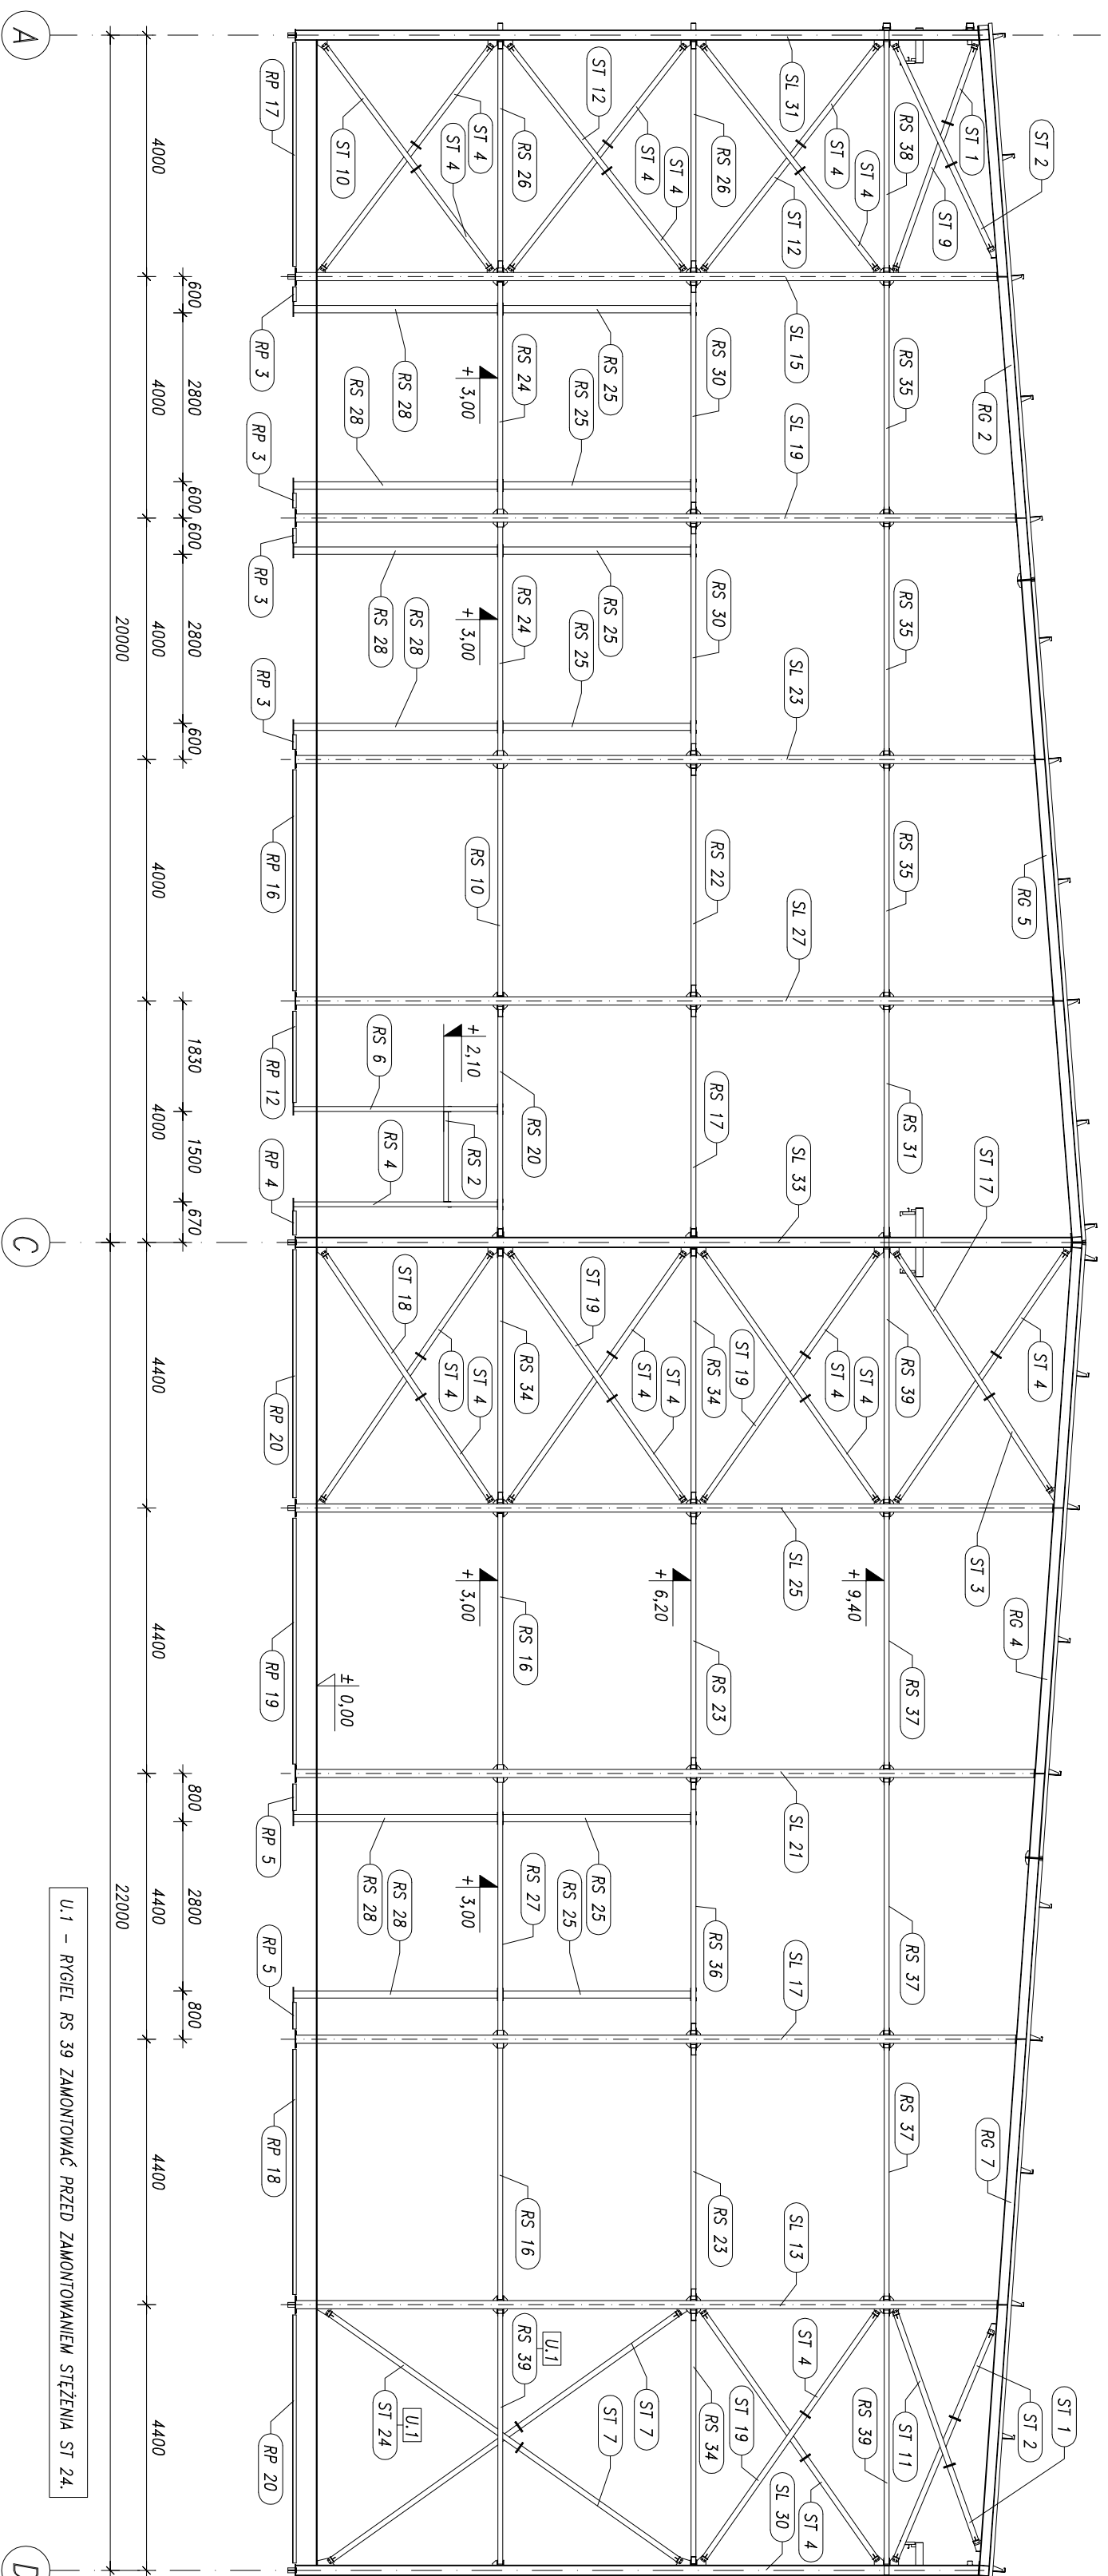 A
C
D
ST 2
ST 1
ST 9
RS 38
SL 31
ST 4
ST 4
ST 12
RS 26
ST 12
ST 4
ST 4
RS 26
ST 4
ST 4
ST 10
RP 17
4000
600
2800
600
4000
RP 3
RP 3
RS 28
RS 28
RS 25
RS 25
RS 24
+ 3,00
RS 30
SL 15
RS 35
RG 2
SL 19
600
2800
600
4000
RP 3
RP 3
RS 28
RS 28
RS 25
RS 25
RS 24
+ 3,00
RS 30
RS 35
SL 23
20000
4000
RP 16
RS 10
RS 22
RS 35
RG 5
SL 27
1830
1500
670
4000
RP 12
RP 4
RS 6
RS 4
RS 2
+ 2,10
RS 20
RS 17
RS 31
SL 33
ST 17
ST 4
ST 3
RS 39
ST 4
ST 4
ST 19
RS 34
ST 19
ST 4
ST 4
RS 34
ST 18
ST 4
ST 4
RP 20
4400
SL 25
RG 4
+ 9,40
+ 6,20
+ 3,00
± 0,00
RS 37
RS 23
RS 16
RP 19
4400
SL 21
800
2800
800
4400
22000
RP 5
RP 5
RS 28
RS 28
RS 25
RS 25
RS 27
+ 3,00
RS 36
RS 37
SL 17
RG 7
RS 37
RS 23
RS 16
RP 18
4400
SL 13
ST 1
ST 2
ST 11
RS 39
ST 4
ST 19
ST 4
SL 30
RS 34
U.1
RS 39
ST 7
ST 7
U.1
ST 24
RP 20
4400
U.1 – RYGIEL RS 39 ZAMONTOWAĆ PRZED ZAMONTOWANIEM STĘŻENIA ST 24.